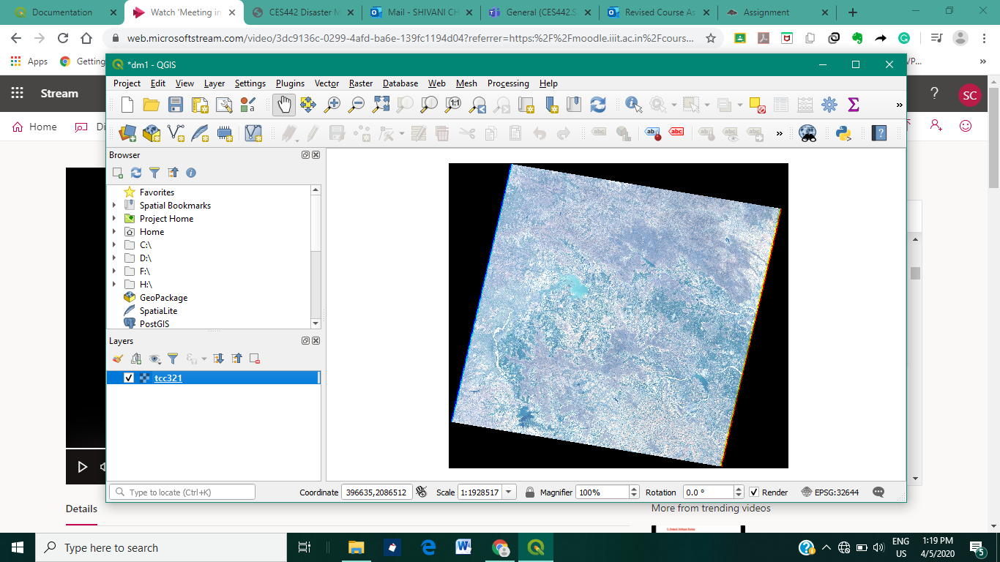 Documentation
Watch 'Meeting in
CES442 Disaster M
Mail - SHIVANI CH
General (CES442.S
Revised Course As
Assignment
web.microsoftstream.com/video/3dc9136c-0299-4afd-ba6e-139fc1194d04?referrer=https:%2F%2Fmoodle.iiit.ac.in%2Fcours...
Apps
Getting
VP...
»
*dm1 - QGIS
Stream
?
SC
Home
Di
Project Edit View Layer Settings Plugins Vector Raster Database Web Mesh Processing Help
Browser
Favorites
Spatial Bookmarks
Project Home
Home
C:\
D:\
F:\
H:\
GeoPackage
SpatiaLite
PostGIS
Layers
tcc321
Type to locate (Ctrl+K)
Coordinate 396635,2086512 Scale 1:1928517 Magnifier 100% Rotation 0.0 ° Render EPSG:32644
Details
More from trending videos
Type here to search
ENG
US
1:19 PM
4/5/2020
5